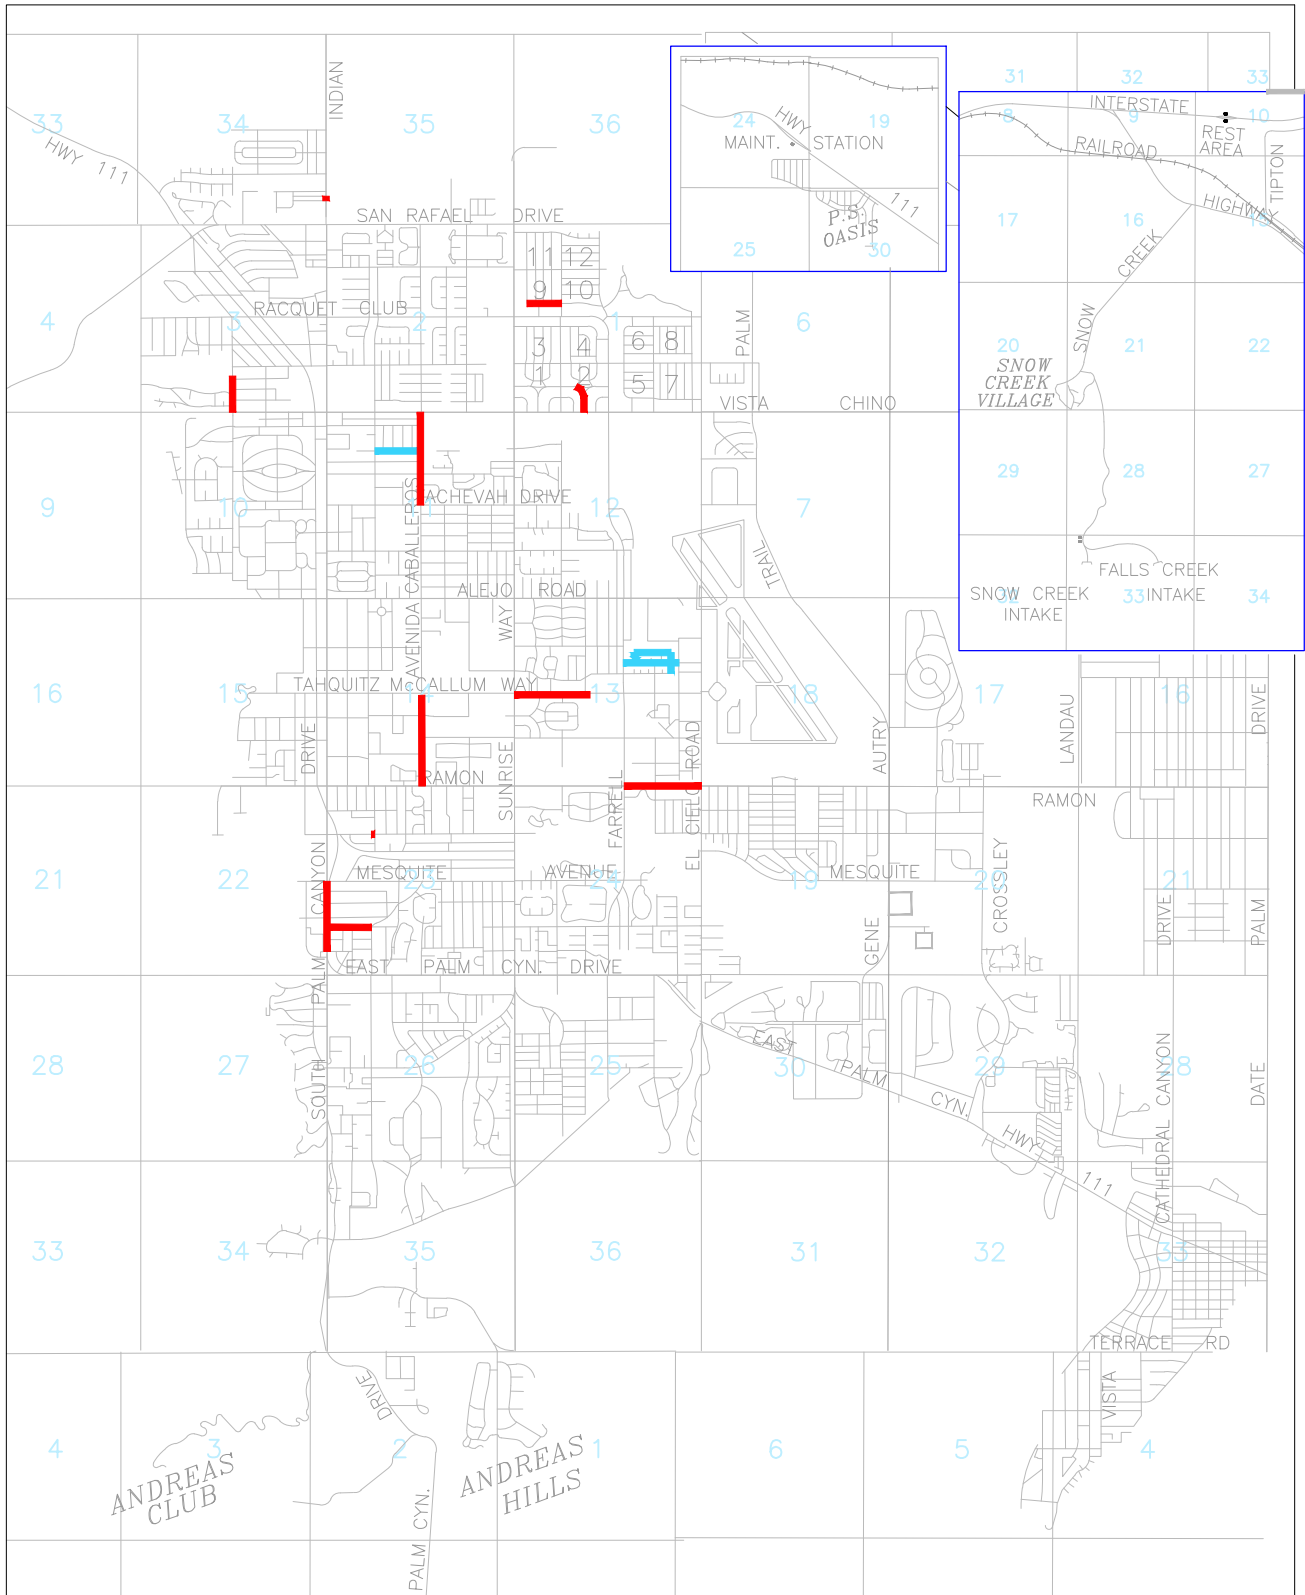 31 32 33
INTERSTATE
8 9 10
REST
AREA
RAILROAD
TIPTON
17 16 15
HIGHWAY
CREEK
SNOW
20 21 22
SNOW
CREEK
VILLAGE
29 28 27
FALLS CREEK
INTAKE
SNOW CREEK
INTAKE
32 33 34
24 19
HWY
MAINT. STATION
111
P.S.
OASIS
25 30
INDIAN
33 34 35 36
HWY 111
SAN RAFAEL DRIVE
11 12
9 10
RACQUET CLUB
4 3 2 1 6
3 4 6 8
1 2 5 7
PALM
VISTA CHINO
9 10 11 12 7
ACHEVAH DRIVE
AVENIDA CABALLEROS
TRAIL
ALEJO ROAD
WAY
TAHQUITZ McCALLUM WAY
16 15 14 13 18 17 16
DRIVE
SUNRISE
FARRELL
EL CIELO ROAD
AUTRY
LANDAU
DRIVE
RAMON
RAMON
MESQUITE AVENUE MESQUITE
21 22 23 24 19 20 21
CANYON
GENE
CROSSLEY
DRIVE
PALM
EAST PALM CYN. DRIVE
PALM
SOUTH
28 27 26 25 30 29 28
EAST PALM CYN.
HWY 111
CATHEDRAL CANYON
DATE
33 34 35 36 31 32 33
TERRACE RD
VISTA
DRIVE
4 3 2 1 6 5 4
ANDREAS
CLUB
ANDREAS
HILLS
PALM CYN.